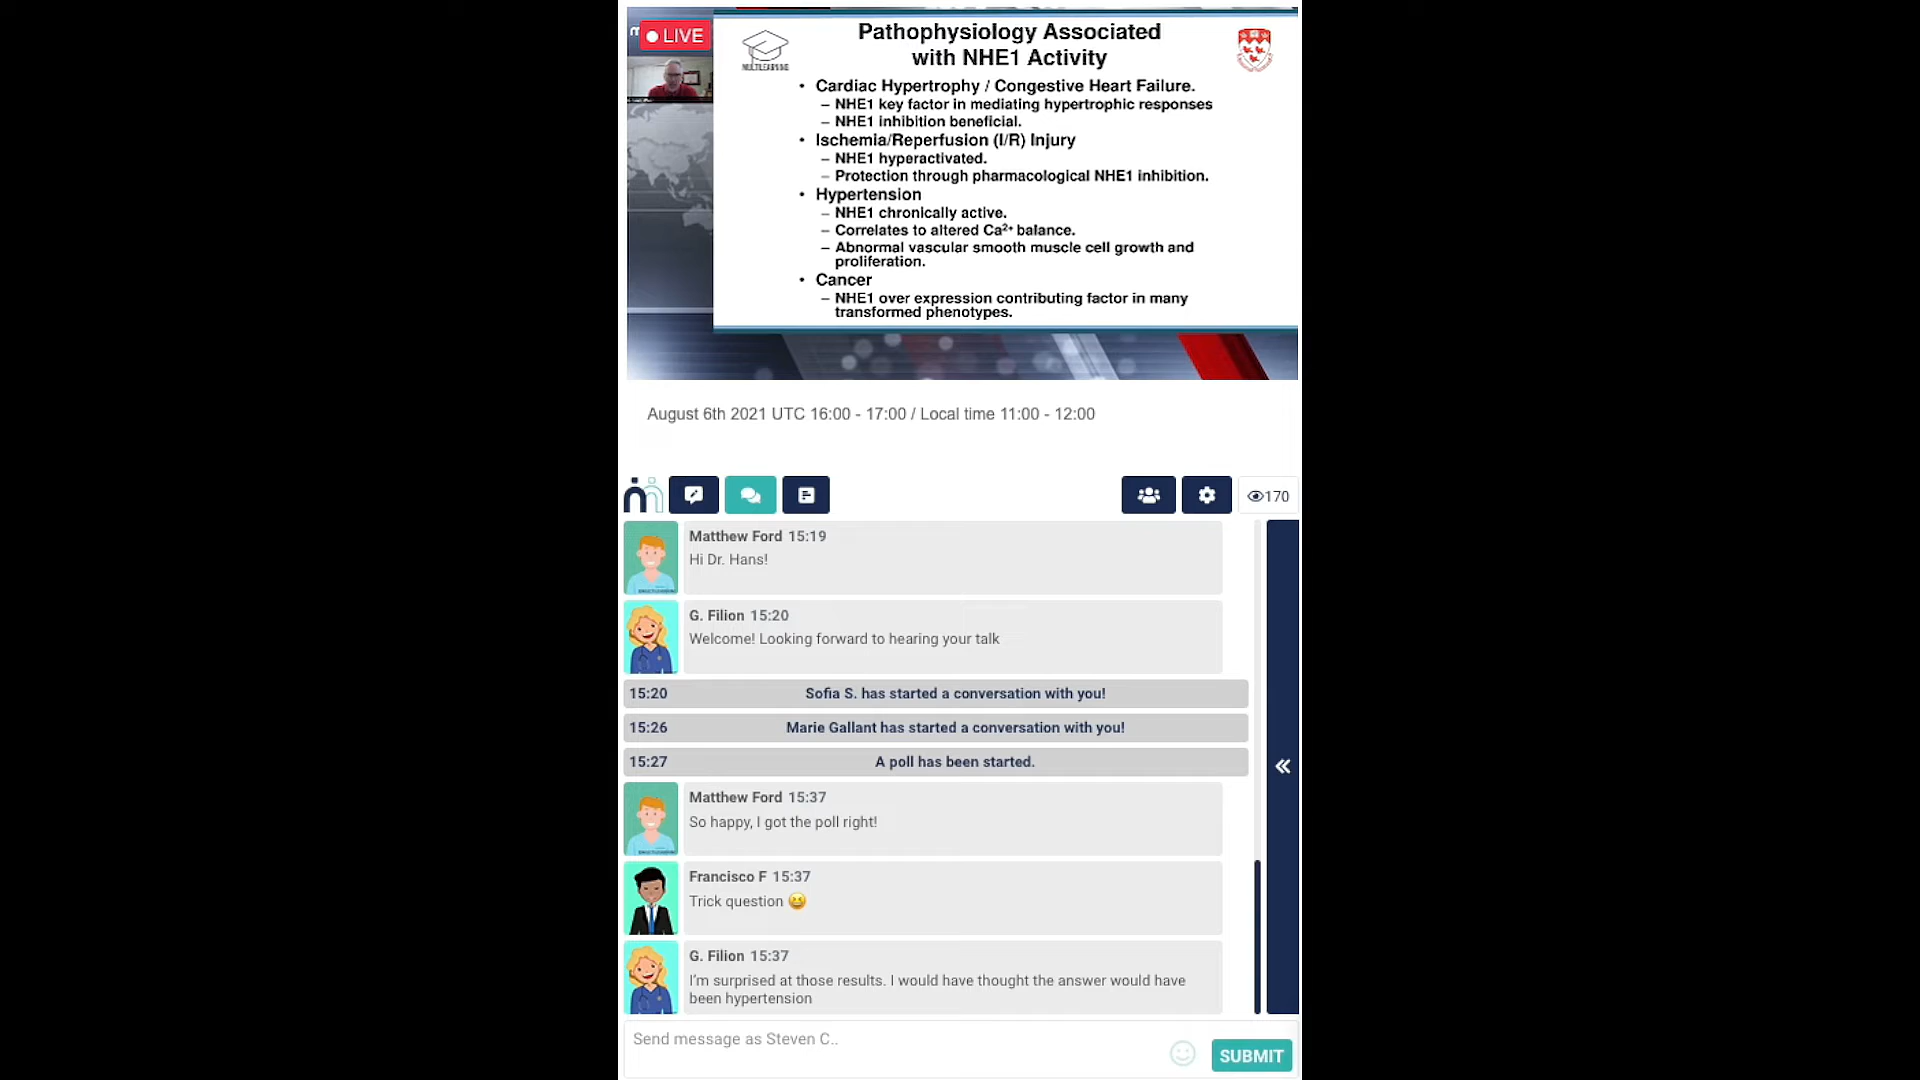 LIVE
MULTILEARNING
Pathophysiology Associated
with NHE1 Activity
• Cardiac Hypertrophy / Congestive Heart Failure.
– NHE1 key factor in mediating hypertrophic responses
– NHE1 inhibition beneficial.
• Ischemia/Reperfusion (I/R) Injury
– NHE1 hyperactivated.
– Protection through pharmacological NHE1 inhibition.
• Hypertension
– NHE1 chronically active.
– Correlates to altered Ca²⁺ balance.
– Abnormal vascular smooth muscle cell growth and
proliferation.
• Cancer
– NHE1 over expression contributing factor in many
transformed phenotypes.
August 6th 2021 UTC 16:00 - 17:00 / Local time 11:00 - 12:00
170
Matthew Ford 15:19
Hi Dr. Hans!
G. Filion 15:20
Welcome! Looking forward to hearing your talk
15:20 Sofia S. has started a conversation with you!
15:26 Marie Gallant has started a conversation with you!
15:27 A poll has been started.
Matthew Ford 15:37
So happy, I got the poll right!
Francisco F 15:37
Trick question 😆
G. Filion 15:37
I'm surprised at those results. I would have thought the answer would have
been hypertension
Send message as Steven C..
SUBMIT